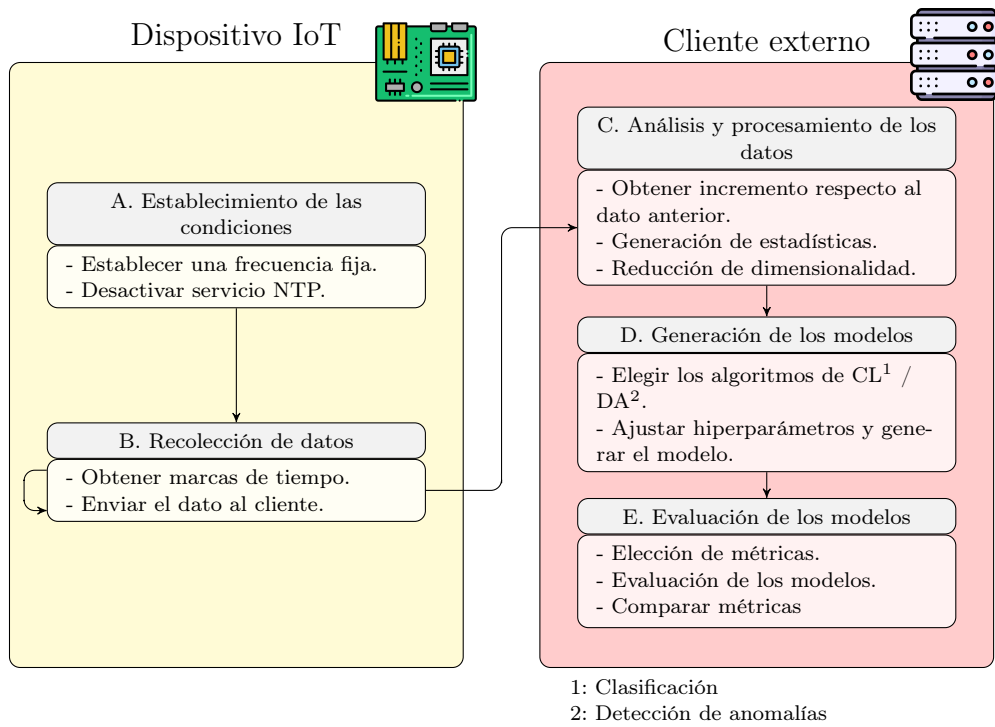 Dispositivo IoT
A. Establecimiento de las
condiciones
- Establecer una frecuencia fija.
- Desactivar servicio NTP.
B. Recolección de datos
- Obtener marcas de tiempo.
- Enviar el dato al cliente.
Cliente externo
C. Análisis y procesamiento de los
datos
- Obtener incremento respecto al
dato anterior.
- Generación de estadísticas.
- Reducción de dimensionalidad.
D. Generación de los modelos
- Elegir los algoritmos de CL¹ /
DA².
- Ajustar hiperparámetros y gene-
rar el modelo.
E. Evaluación de los modelos
- Elección de métricas.
- Evaluación de los modelos.
- Comparar métricas
1: Clasificación
2: Detección de anomalías